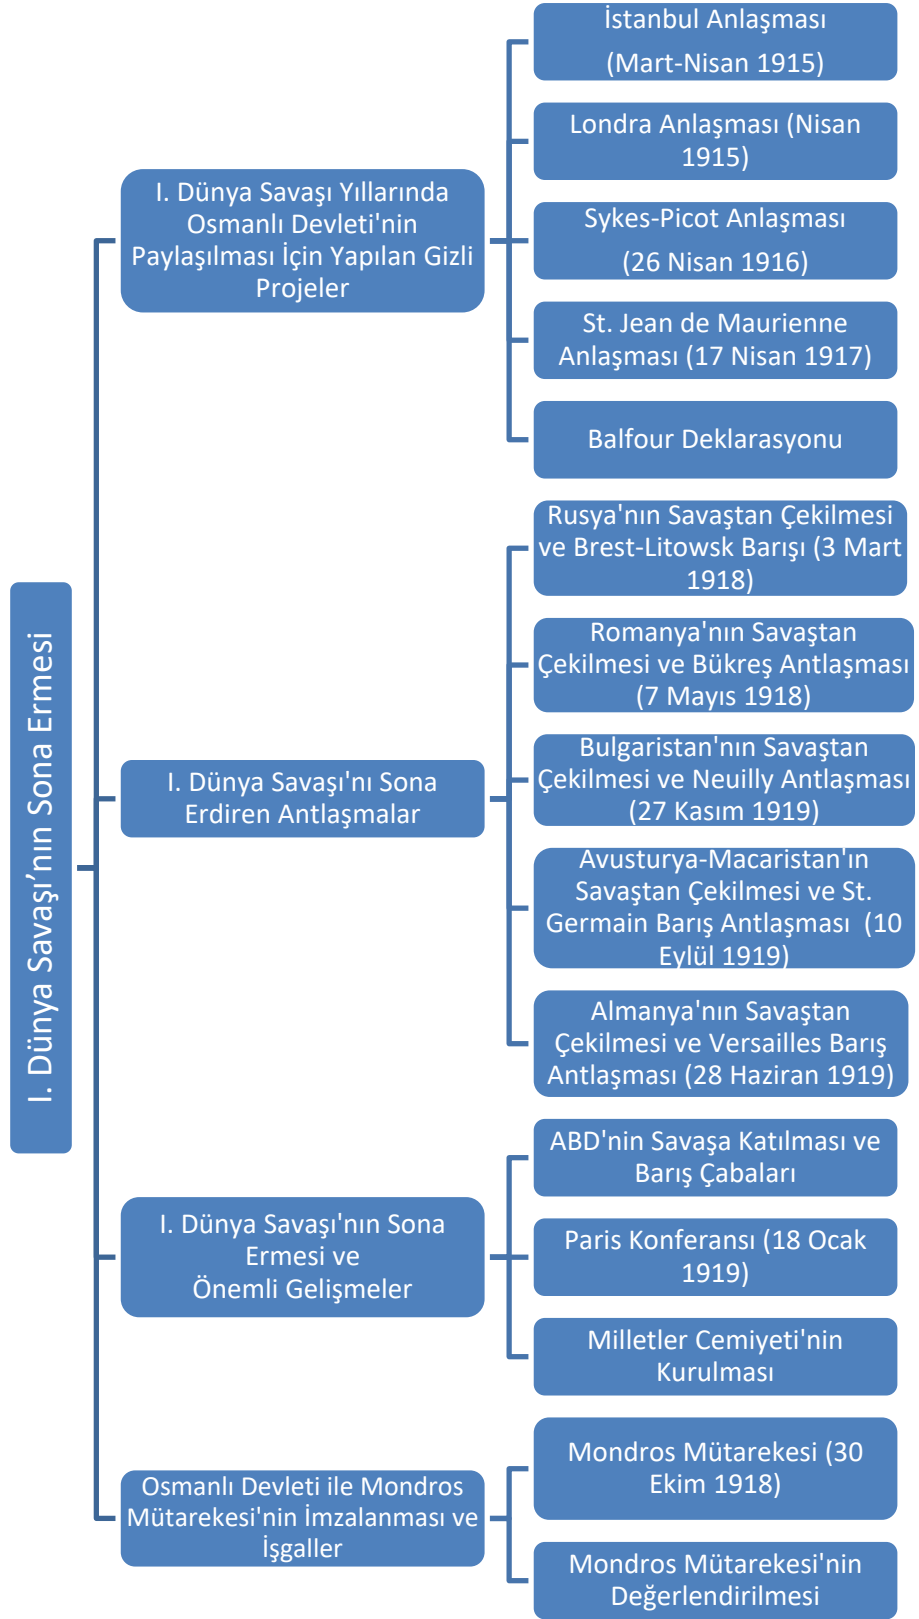 I. Dünya Savaşı’nın Sona Ermesi
I. Dünya Savaşı Yıllarında
Osmanlı Devleti'nin
Paylaşılması İçin Yapılan Gizli
Projeler
İstanbul Anlaşması
(Mart-Nisan 1915)
Londra Anlaşması (Nisan
1915)
Sykes-Picot Anlaşması
(26 Nisan 1916)
St. Jean de Maurienne
Anlaşması (17 Nisan 1917)
Balfour Deklarasyonu
I. Dünya Savaşı'nı Sona
Erdiren Antlaşmalar
Rusya'nın Savaştan Çekilmesi
ve Brest-Litowsk Barışı (3 Mart
1918)
Romanya'nın Savaştan
Çekilmesi ve Bükreş Antlaşması
(7 Mayıs 1918)
Bulgaristan'nın Savaştan
Çekilmesi ve Neuilly Antlaşması
(27 Kasım 1919)
Avusturya-Macaristan'ın
Savaştan Çekilmesi ve St.
Germain Barış Antlaşması  (10
Eylül 1919)
Almanya'nın Savaştan
Çekilmesi ve Versailles Barış
Antlaşması (28 Haziran 1919)
I. Dünya Savaşı'nın Sona
Ermesi ve
Önemli Gelişmeler
ABD'nin Savaşa Katılması ve
Barış Çabaları
Paris Konferansı (18 Ocak
1919)
Milletler Cemiyeti'nin
Kurulması
Osmanlı Devleti ile Mondros
Mütarekesi'nin İmzalanması ve
İşgaller
Mondros Mütarekesi (30
Ekim 1918)
Mondros Mütarekesi'nin
Değerlendirilmesi